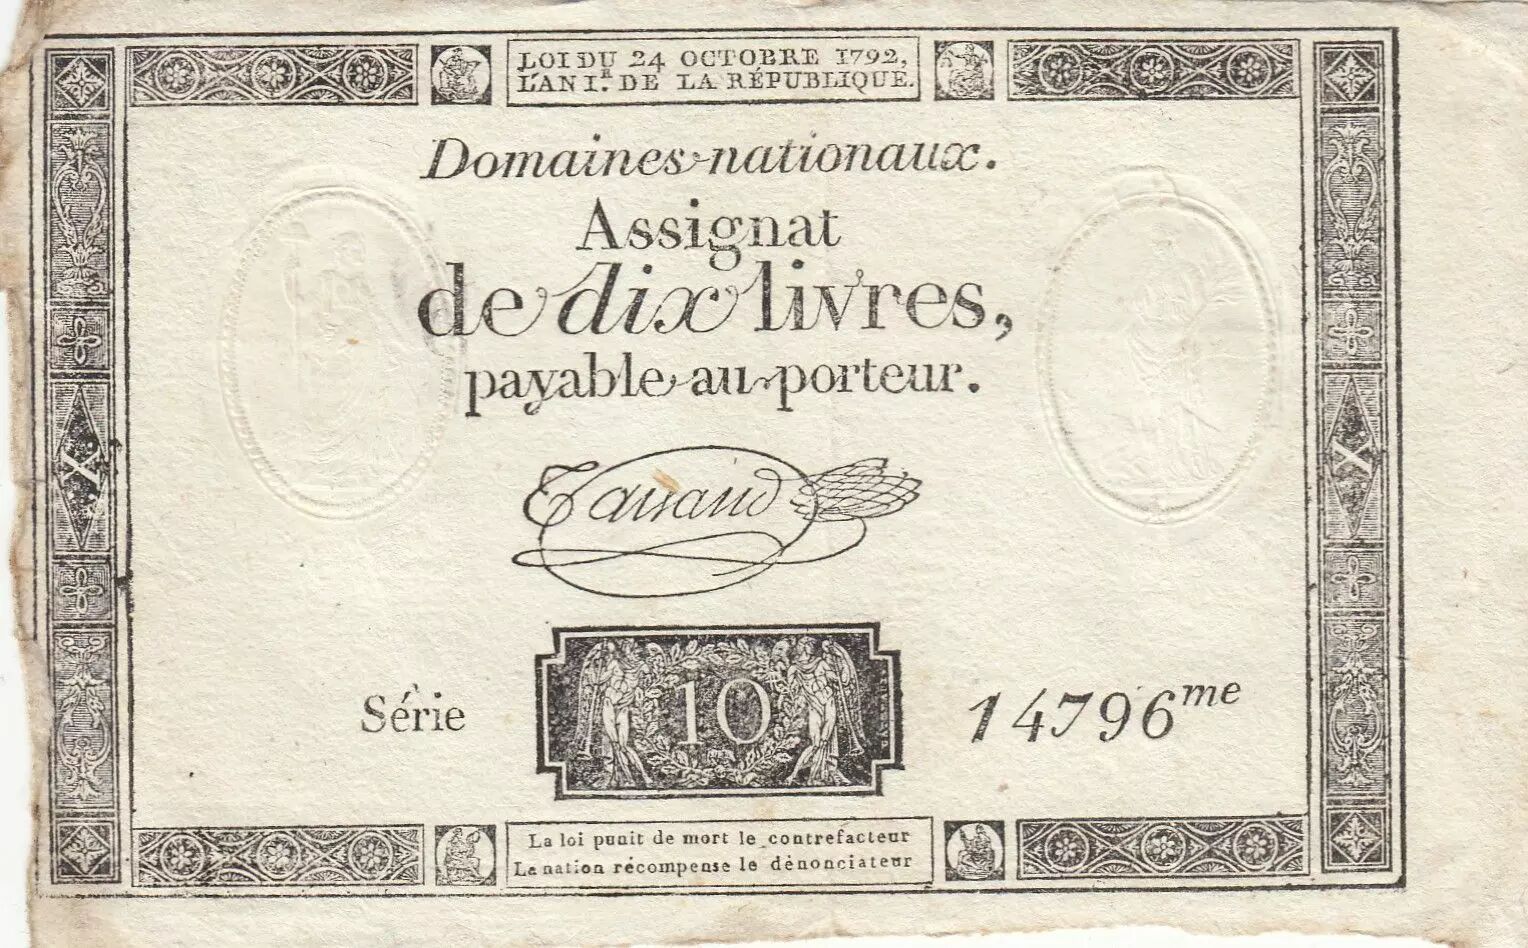 LOI DU 24 OCTOBRE 1792,
L'AN I.ᴿ DE LA RÉPUBLIQUE.
Domaines nationaux.
Assignat
de dix livres,
payable au porteur.
Taisaud
Série 10 14796me
X X
La loi punit de mort le contrefacteur
La nation récompense le dénonciateur